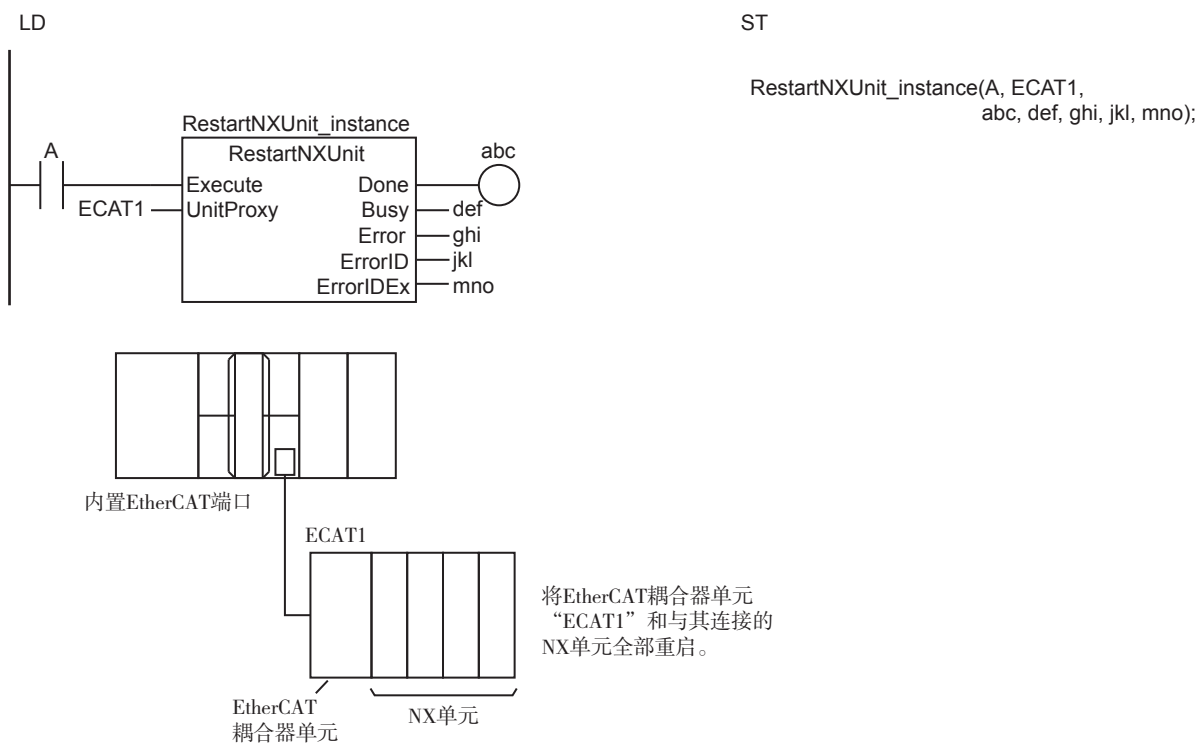 LD
ST
RestartNXUnit_instance(A, ECAT1,
abc, def, ghi, jkl, mno);
RestartNXUnit_instance
A
RestartNXUnit
abc
Execute
Done
ECAT1
UnitProxy
Busy
def
Error
ghi
ErrorID
jkl
ErrorIDEx
mno
内置EtherCAT端口
ECAT1
将EtherCAT耦合器单元
“ECAT1”和与其连接的
NX单元全部重启。
EtherCAT
耦合器单元
NX单元